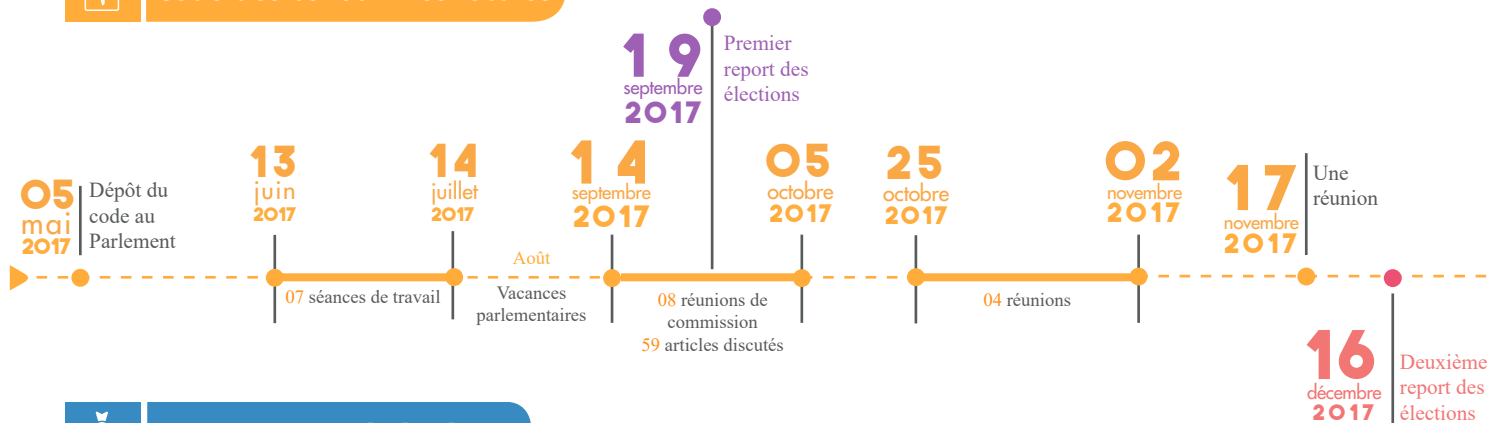 19
septembre
2017
Premier
report des
élections
05
mai
2017
Dépôt du
code au
Parlement
13
juin
2017
14
juillet
2017
14
septembre
2017
05
octobre
2017
25
octobre
2017
02
novembre
2017
17
novembre
2017
Une
réunion
07 séances de travail
Août
Vacances
parlementaires
08 réunions de
commission
59 articles discutés
04 réunions
16
décembre
2017
Deuxième
report des
élections